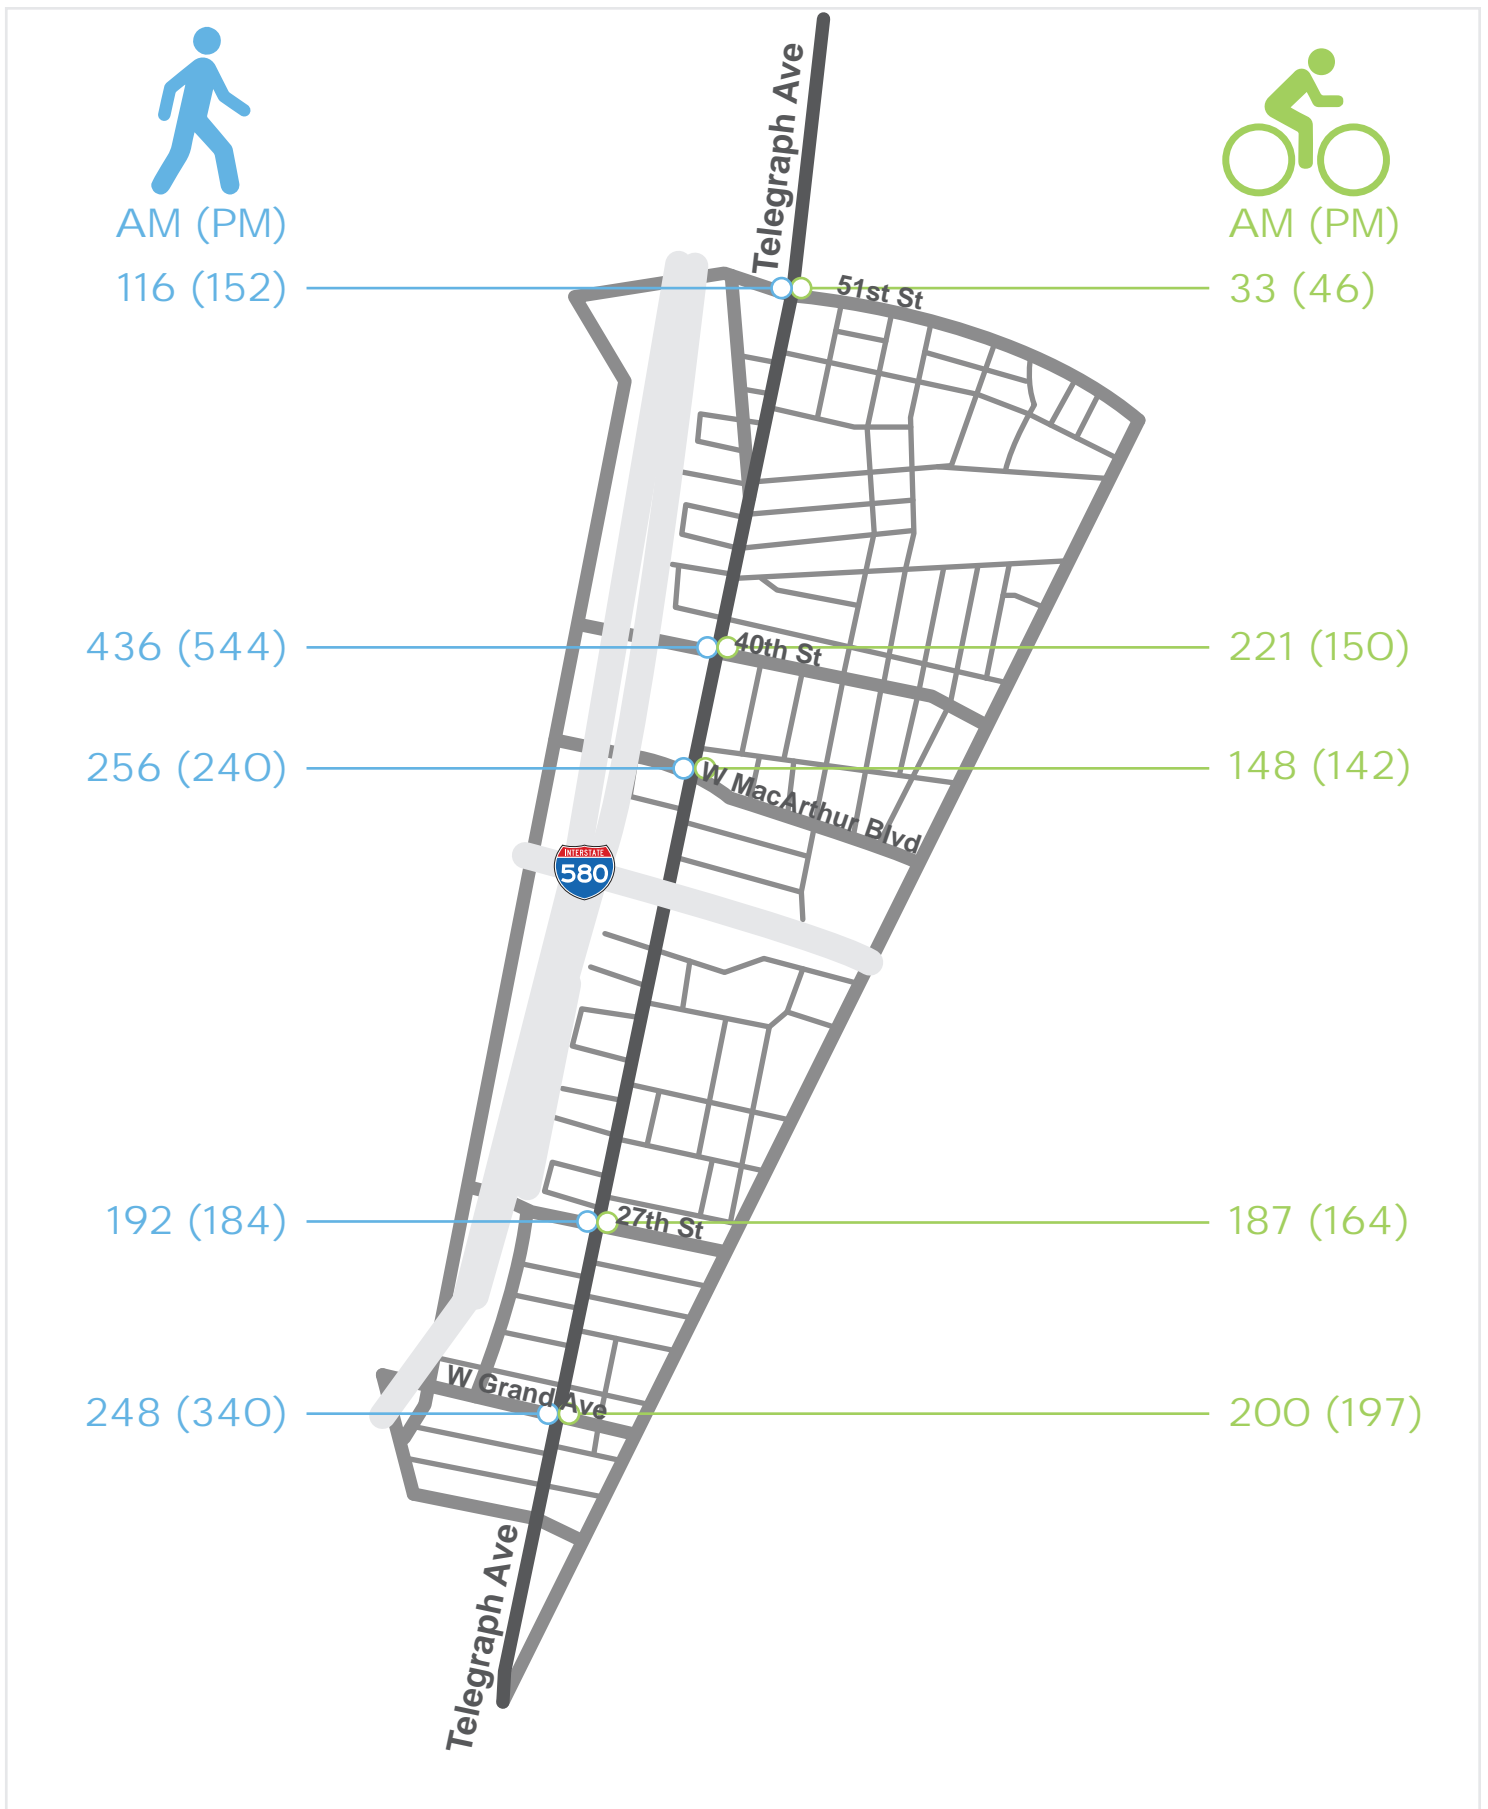 Telegraph Ave
AM (PM)
AM (PM)
116 (152)
51st St
33 (46)
436 (544)
40th St
221 (150)
256 (240)
W MacArthur Blvd
148 (142)
INTERSTATE
580
192 (184)
27th St
187 (164)
W Grand Ave
248 (340)
200 (197)
Telegraph Ave